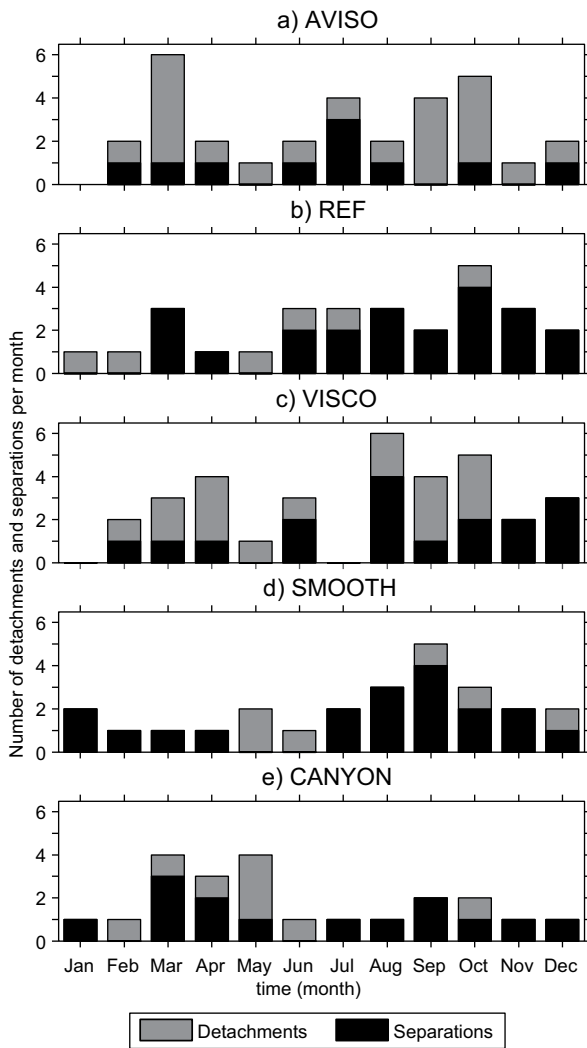 a) AVISO
6
4
2
0
b) REF
6
4
2
0
c) VISCO
6
4
2
0
d) SMOOTH
6
4
2
0
e) CANYON
6
4
2
0
Number of detachments and separations per month
Jan Feb Mar Apr May Jun Jul Aug Sep Oct Nov Dec
time (month)
Detachments Separations